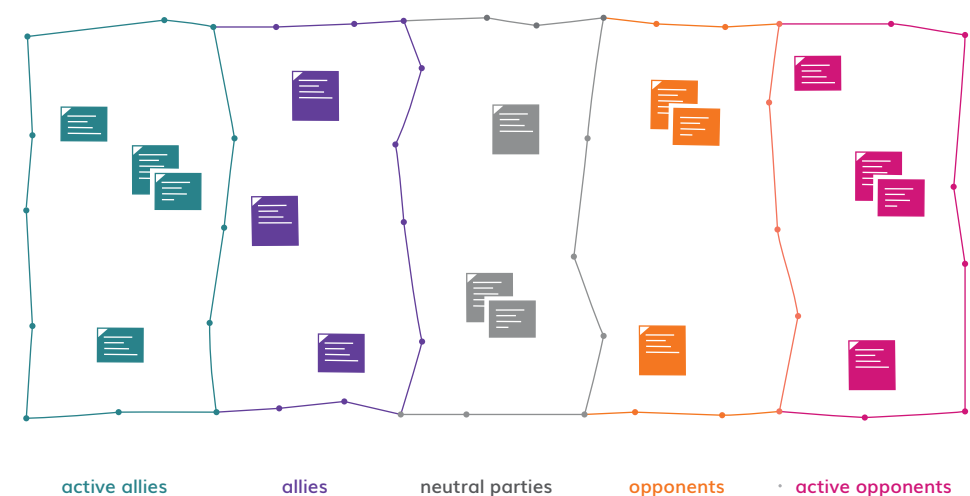 active allies
allies
neutral parties
opponents
active opponents